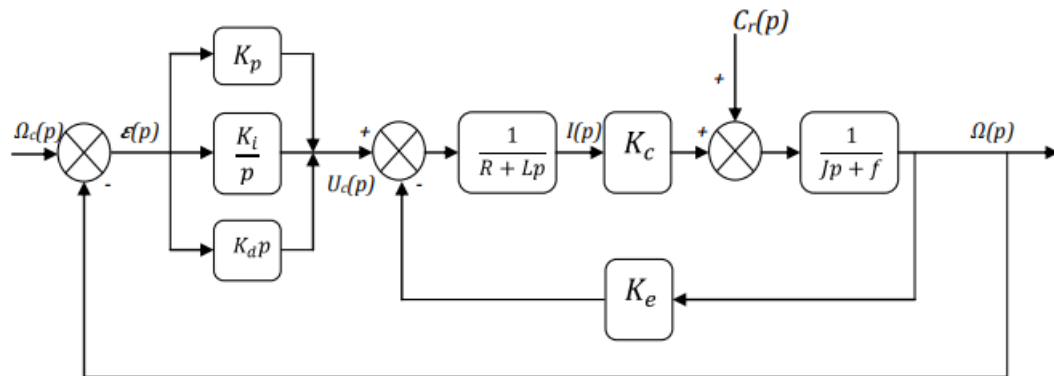 C_r(p)
K_p
+
Ω_c(p) ε(p) K_i/p + 1/(R + Lp) I(p) K_c + 1/(Jp + f) Ω(p)
- U_c(p) -
K_d p
K_e